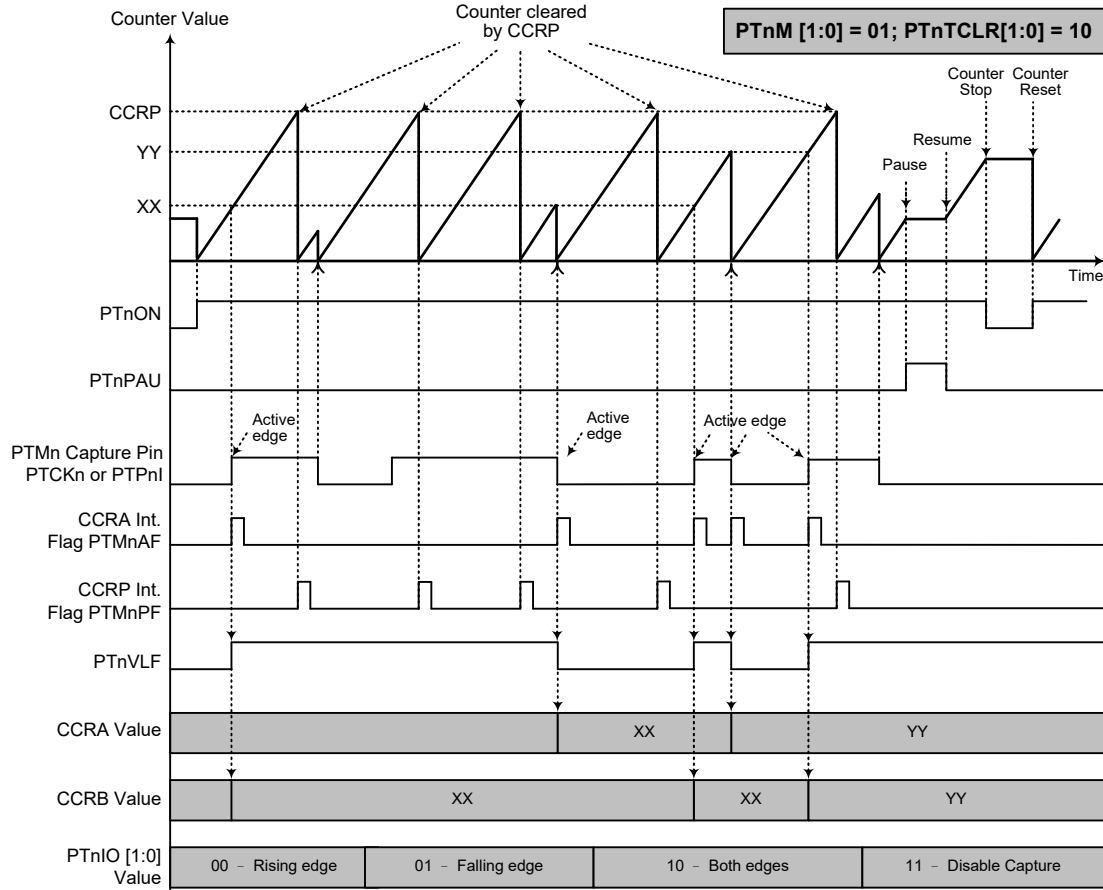 Counter Value
Counter cleared
by CCRP
PTnM [1:0] = 01; PTnTCLR[1:0] = 10
Counter
Stop
Counter
Reset
CCRP
YY
Resume
Pause
XX
Time
PTnON
PTnPAU
Active
edge
Active
edge
Active edge
PTMn Capture Pin
PTCKn or PTPnI
CCRA Int.
Flag PTMnAF
CCRP Int.
Flag PTMnPF
PTnVLF
CCRA Value
XX
YY
CCRB Value
XX
XX
YY
PTnIO [1:0]
Value
00 – Rising edge
01 – Falling edge
10 – Both edges
11 – Disable Capture